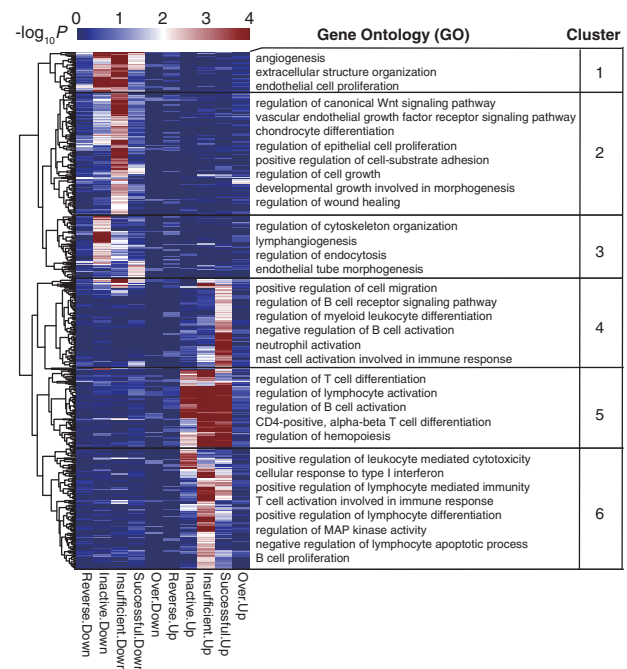 0 1 2 3 4
-log10P
Gene Ontology (GO)
Cluster
angiogenesis
extracellular structure organization
endothelial cell proliferation
1
regulation of canonical Wnt signaling pathway
vascular endothelial growth factor receptor signaling pathway
chondrocyte differentiation
regulation of epithelial cell proliferation
positive regulation of cell-substrate adhesion
regulation of cell growth
developmental growth involved in morphogenesis
regulation of wound healing
2
regulation of cytoskeleton organization
lymphangiogenesis
regulation of endocytosis
endothelial tube morphogenesis
3
positive regulation of cell migration
regulation of B cell receptor signaling pathway
regulation of myeloid leukocyte differentiation
negative regulation of B cell activation
neutrophil activation
mast cell activation involved in immune response
4
regulation of T cell differentiation
regulation of lymphocyte activation
regulation of B cell activation
CD4-positive, alpha-beta T cell differentiation
regulation of hemopoiesis
5
positive regulation of leukocyte mediated cytotoxicity
cellular response to type I interferon
positive regulation of lymphocyte mediated immunity
T cell activation involved in immune response
positive regulation of lymphocyte differentiation
regulation of MAP kinase activity
negative regulation of lymphocyte apoptotic process
B cell proliferation
6
Reverse.Down
Inactive.Down
Insufficient.Down
Successful.Down
Over.Down
Reverse.Up
Inactive.Up
Insufficient.Up
Successful.Up
Over.Up